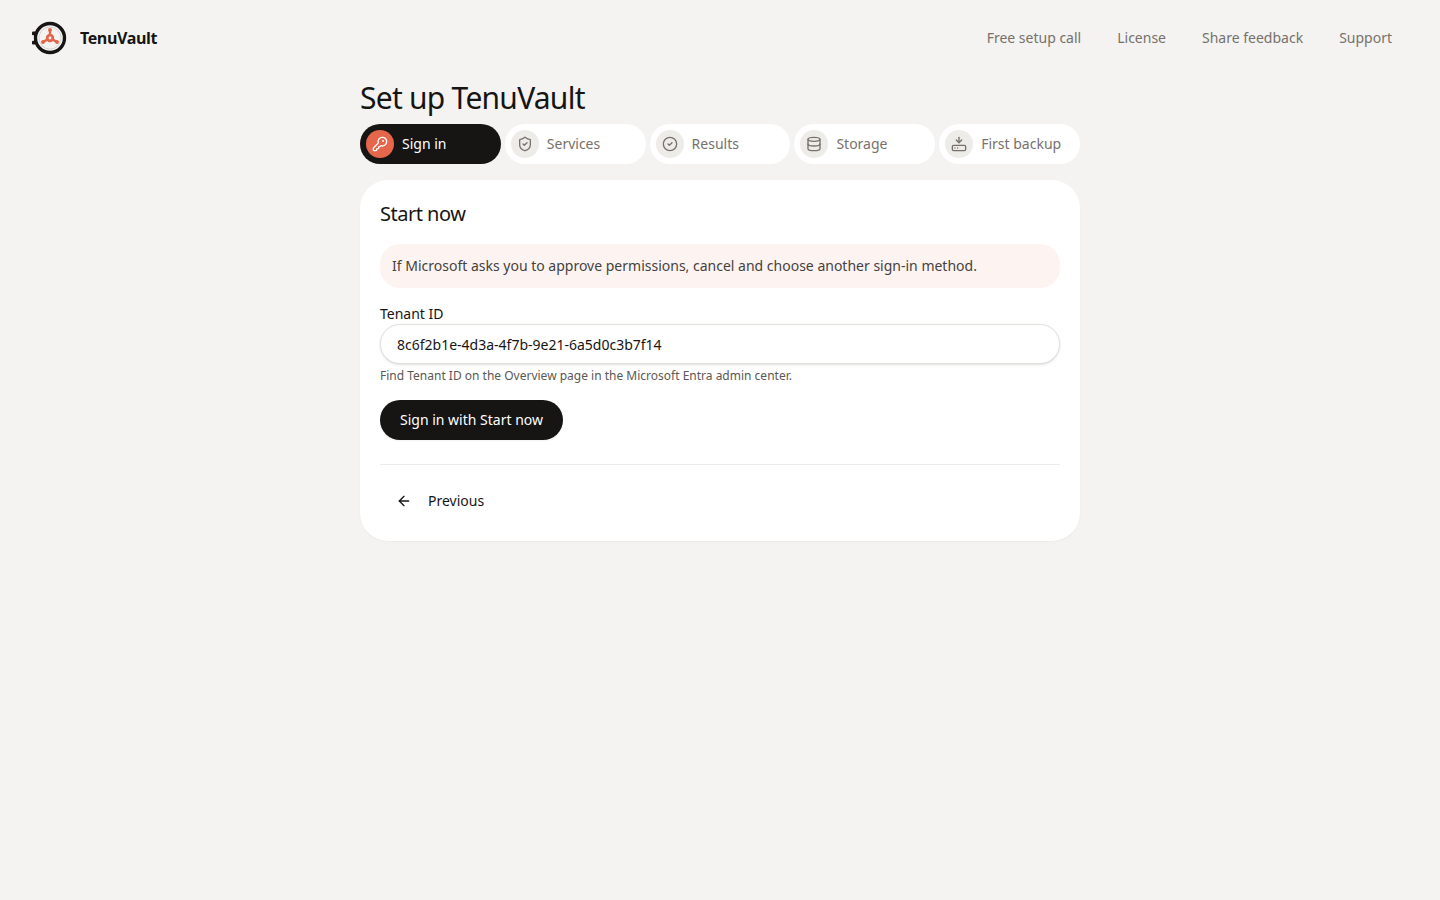 TenuVault
Free setup call
License
Share feedback
Support
Set up TenuVault
Sign in
Services
Results
Storage
First backup
Start now
If Microsoft asks you to approve permissions, cancel and choose another sign-in method.
Tenant ID
8c6f2b1e-4d3a-4f7b-9e21-6a5d0c3b7f14
Find Tenant ID on the Overview page in the Microsoft Entra admin center.
Sign in with Start now
Previous